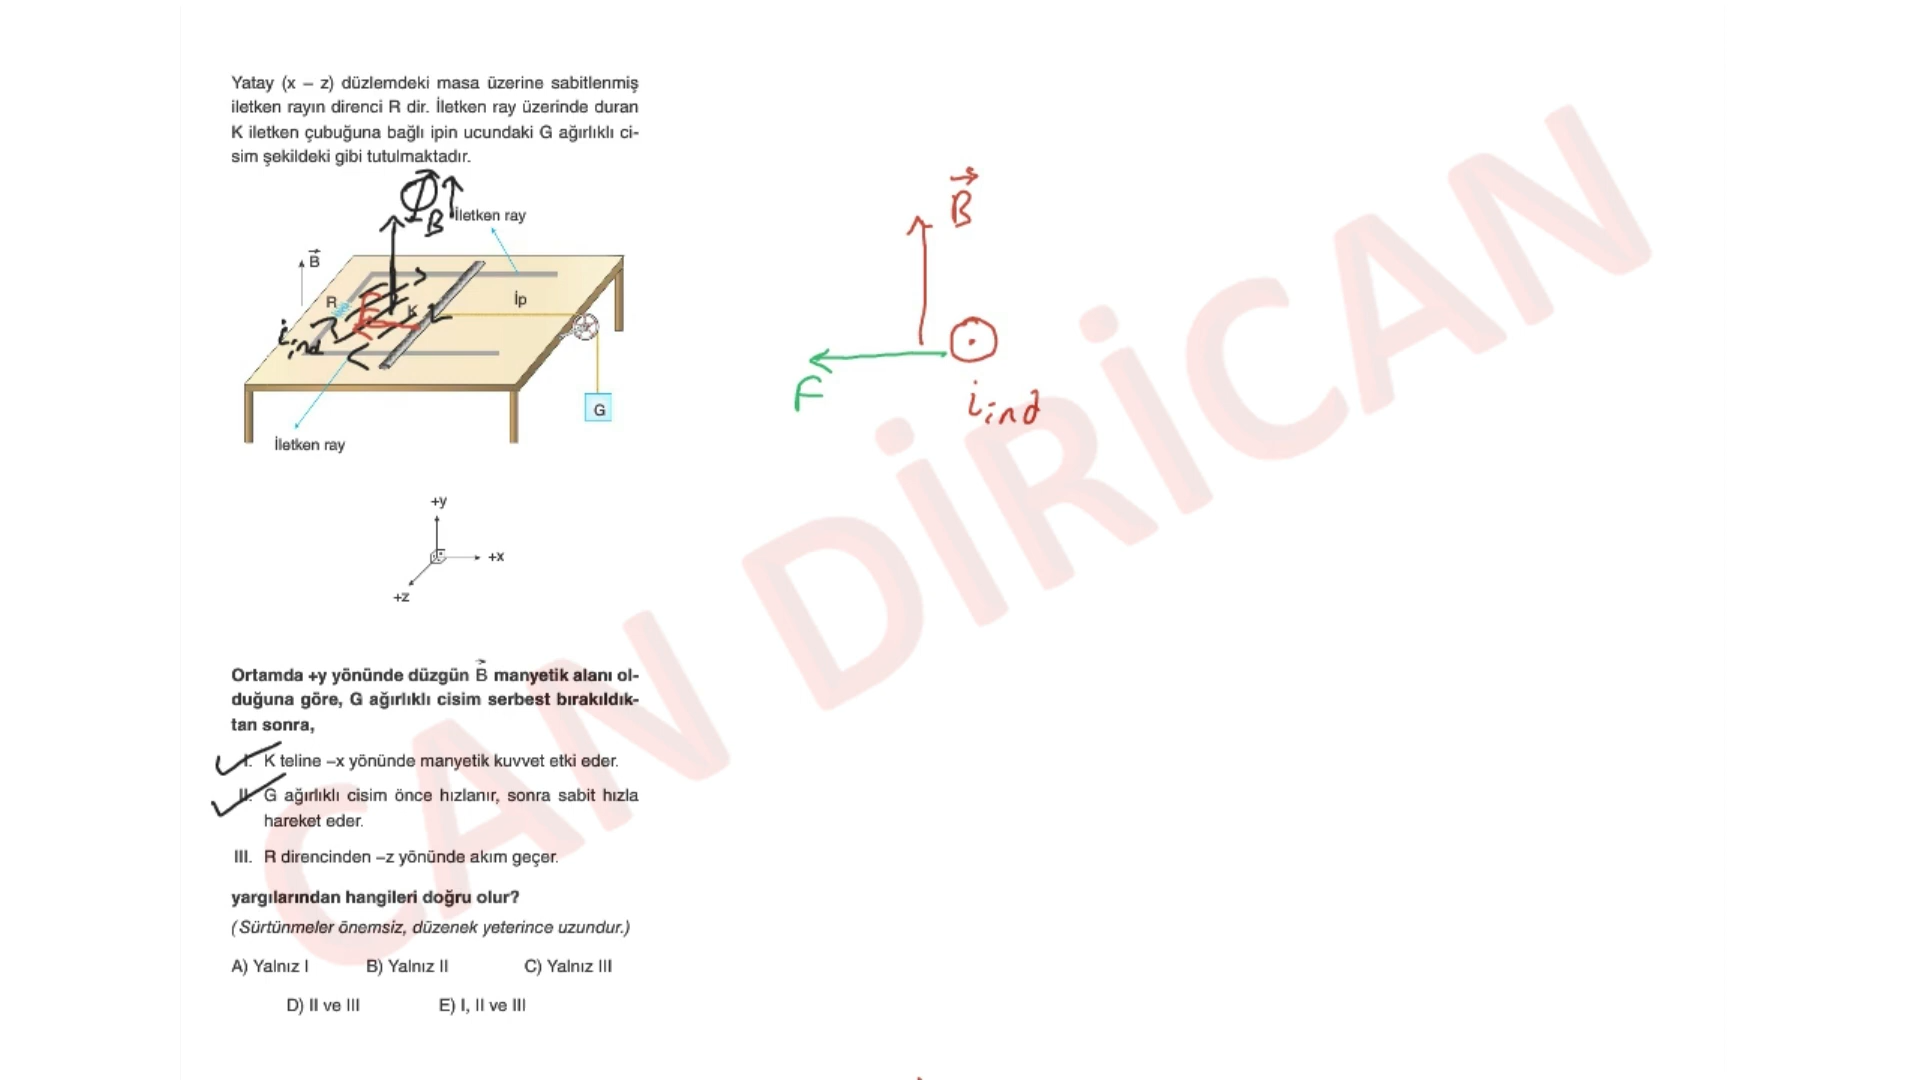 Yatay (x – z) düzlemdeki masa üzerine sabitlenmiş
iletken rayın direnci R dir. İletken ray üzerinde duran
K iletken çubuğuna bağlı ipin ucundaki G ağırlıklı ci-
sim şekildeki gibi tutulmaktadır.
Φ
B
İletken ray
B
R
K
İp
i ind
F
G
İletken ray
B
F
i ind
+y
+x
+z
Ortamda +y yönünde düzgün B manyetik alanı ol-
duğuna göre, G ağırlıklı cisim serbest bırakıldık-
tan sonra,
I. K teline –x yönünde manyetik kuvvet etki eder.
II. G ağırlıklı cisim önce hızlanır, sonra sabit hızla
hareket eder.
III. R direncinden –z yönünde akım geçer.
yargılarından hangileri doğru olur?
(Sürtünmeler önemsiz, düzenek yeterince uzundur.)
A) Yalnız I B) Yalnız II C) Yalnız III
D) II ve III E) I, II ve III
CAN DİRİCAN